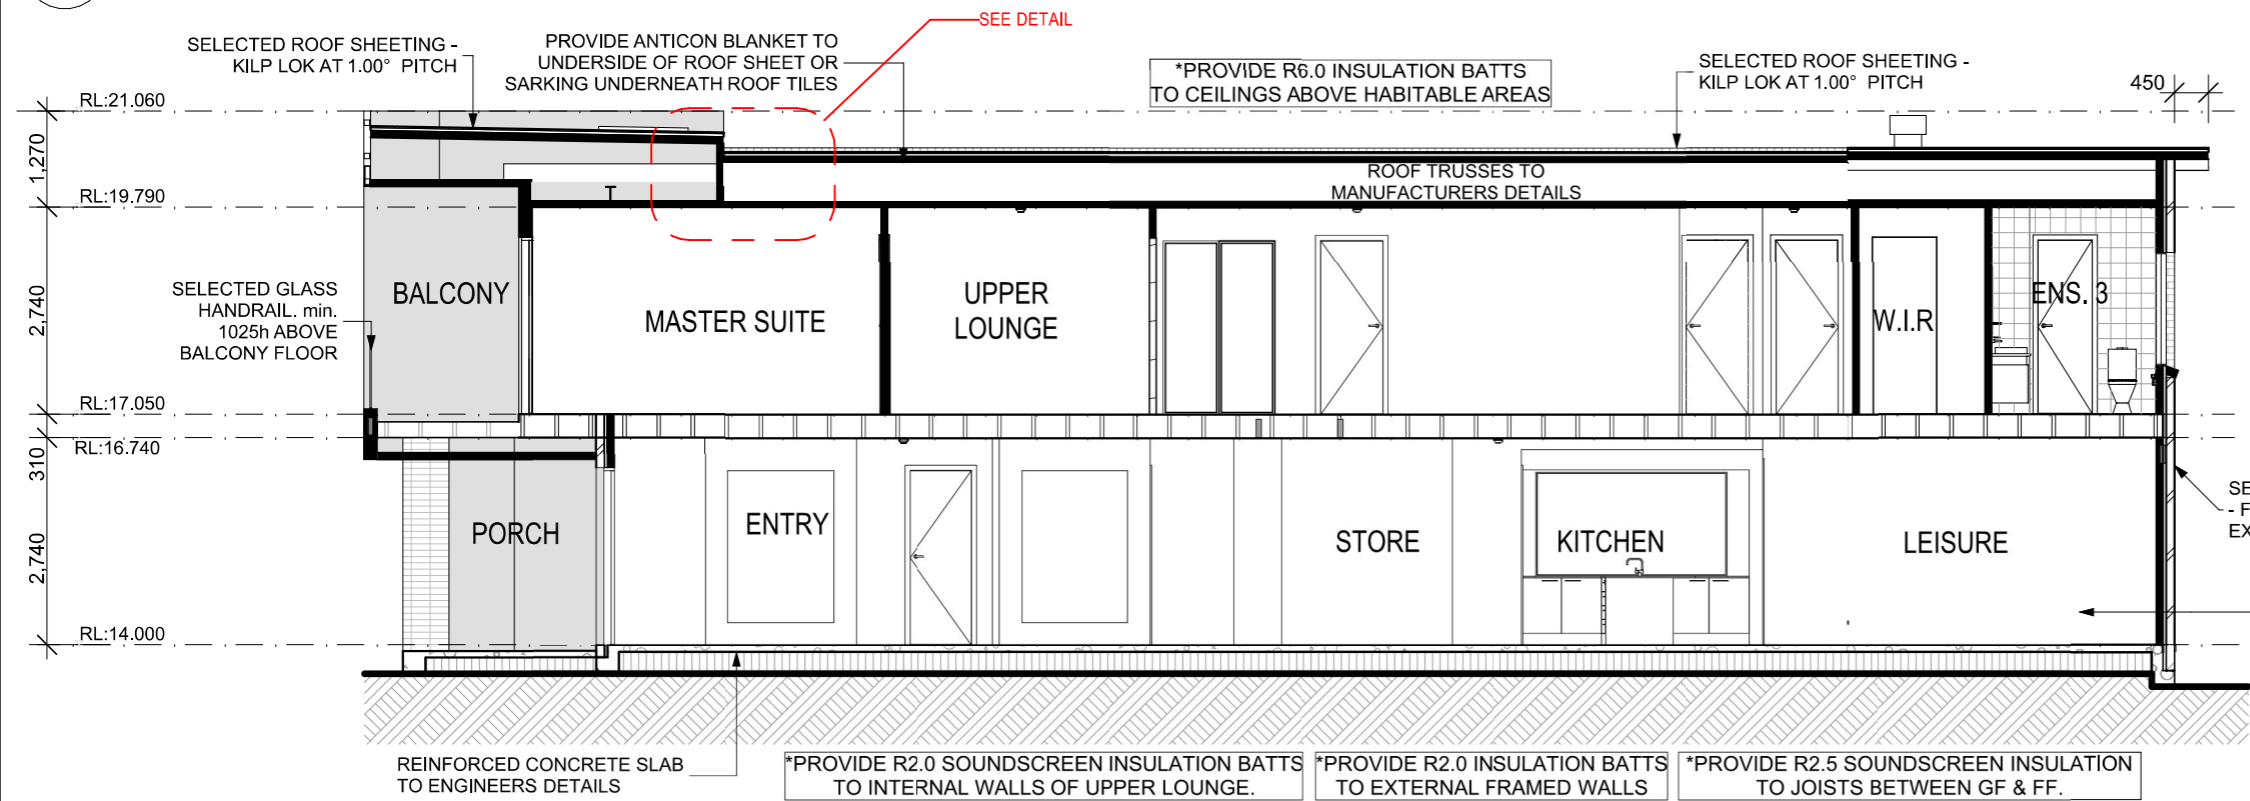 SEE DETAIL
SELECTED ROOF SHEETING -
KILP LOK AT 1.00° PITCH
PROVIDE ANTICON BLANKET TO
UNDERSIDE OF ROOF SHEET OR
SARKING UNDERNEATH ROOF TILES
*PROVIDE R6.0 INSULATION BATTS
TO CEILINGS ABOVE HABITABLE AREAS
SELECTED ROOF SHEETING -
KILP LOK AT 1.00° PITCH
450
RL:21.060
1,270
ROOF TRUSSES TO
MANUFACTURERS DETAILS
RL:19.790
T
2,740
SELECTED GLASS
HANDRAIL. min.
1025h ABOVE
BALCONY FLOOR
BALCONY
MASTER SUITE
UPPER
LOUNGE
W.I.R
ENS. 3
RL:17.050
310
RL:16.740
2,740
PORCH
ENTRY
STORE
KITCHEN
LEISURE
SE
- F
EX
RL:14.000
REINFORCED CONCRETE SLAB
TO ENGINEERS DETAILS
*PROVIDE R2.0 SOUNDSCREEN INSULATION BATTS
TO INTERNAL WALLS OF UPPER LOUNGE.
*PROVIDE R2.0 INSULATION BATTS
TO EXTERNAL FRAMED WALLS
*PROVIDE R2.5 SOUNDSCREEN INSULATION
TO JOISTS BETWEEN GF & FF.